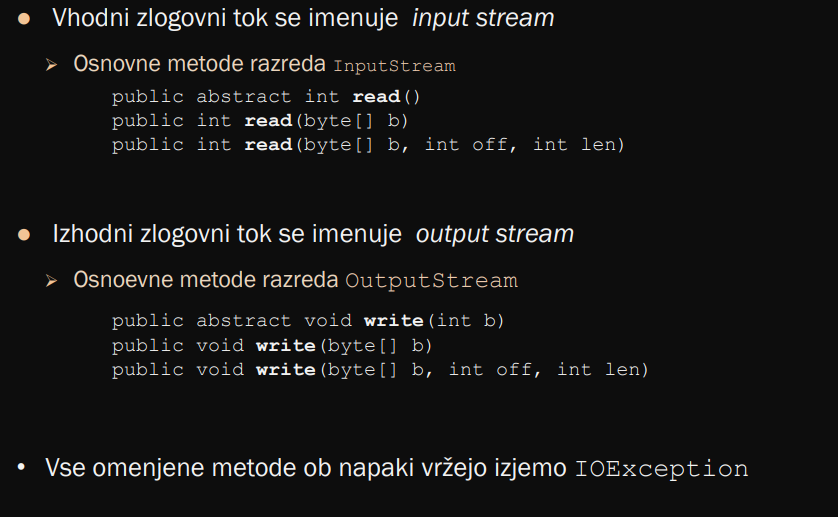 Vhodni zlogovni tok se imenuje input stream
Osnovne metode razreda InputStream
public abstract int read()
public int read(byte[] b)
public int read(byte[] b, int off, int len)
Izhodni zlogovni tok se imenuje output stream
Osnoevne metode razreda OutputStream
public abstract void write(int b)
public void write(byte[] b)
public void write(byte[] b, int off, int len)
Vse omenjene metode ob napaki vržejo izjemo IOException